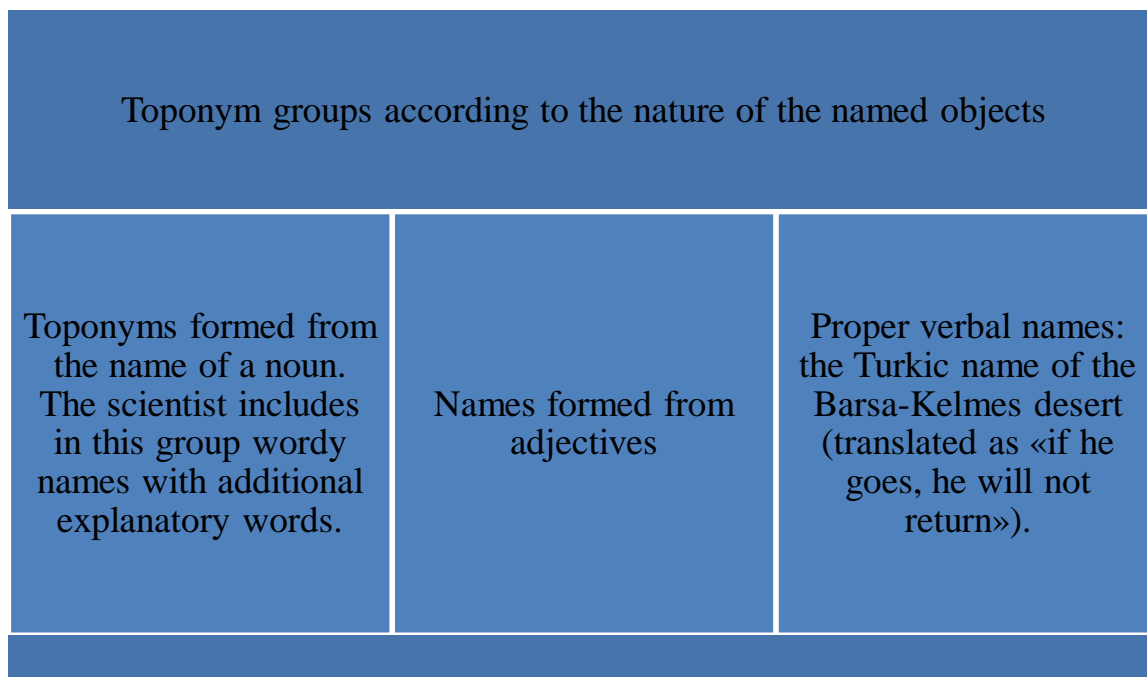 Toponym groups according to the nature of the named objects
Toponyms formed from
the name of a noun.
The scientist includes
in this group wordy
names with additional
explanatory words.
Names formed from
adjectives
Proper verbal names:
the Turkic name of the
Barsa-Kelmes desert
(translated as «if he
goes, he will not
return»).